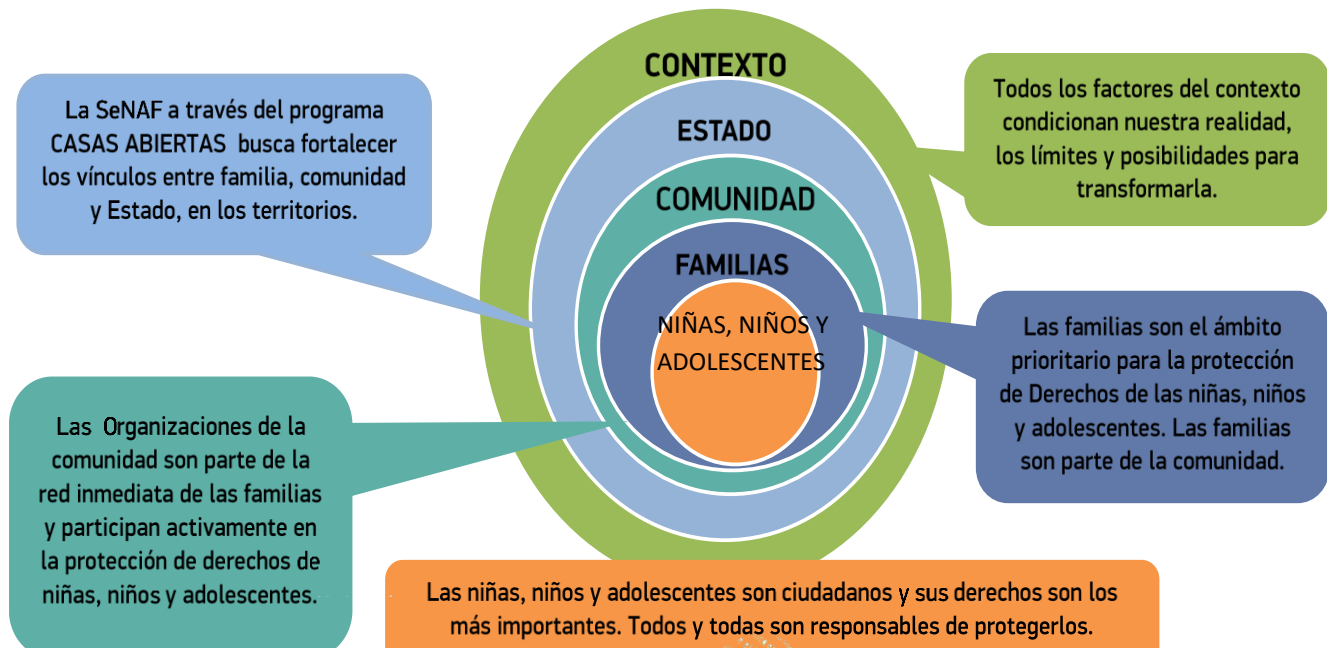 CONTEXTO
ESTADO
COMUNIDAD
FAMILIAS
NIÑAS, NIÑOS Y
ADOLESCENTES
La SeNAF a través del programa
CASAS ABIERTAS busca fortalecer
los vínculos entre familia, comunidad
y Estado, en los territorios.
Todos los factores del contexto
condicionan nuestra realidad,
los límites y posibilidades para
transformarla.
Las familias son el ámbito
prioritario para la protección
de Derechos de las niñas, niños
y adolescentes. Las familias
son parte de la comunidad.
Las Organizaciones de la
comunidad son parte de la
red inmediata de las familias
y participan activamente en
la protección de derechos de
niñas, niños y adolescentes.
Las niñas, niños y adolescentes son ciudadanos y sus derechos son los
más importantes. Todos y todas son responsables de protegerlos.